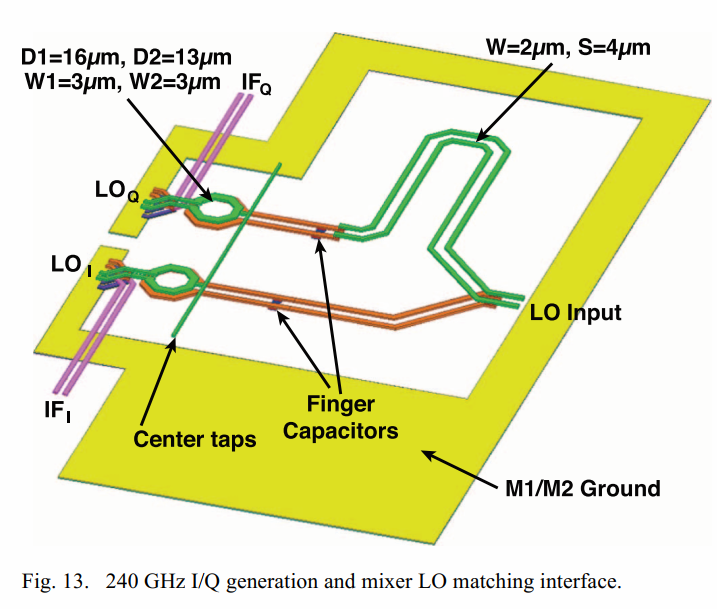 D1=16µm, D2=13µm
W1=3µm, W2=3µm
IFQ
W=2µm, S=4µm
LOQ
LO I
LO Input
IFI
Finger
Capacitors
Center taps
M1/M2 Ground
Fig. 13. 240 GHz I/Q generation and mixer LO matching interface.